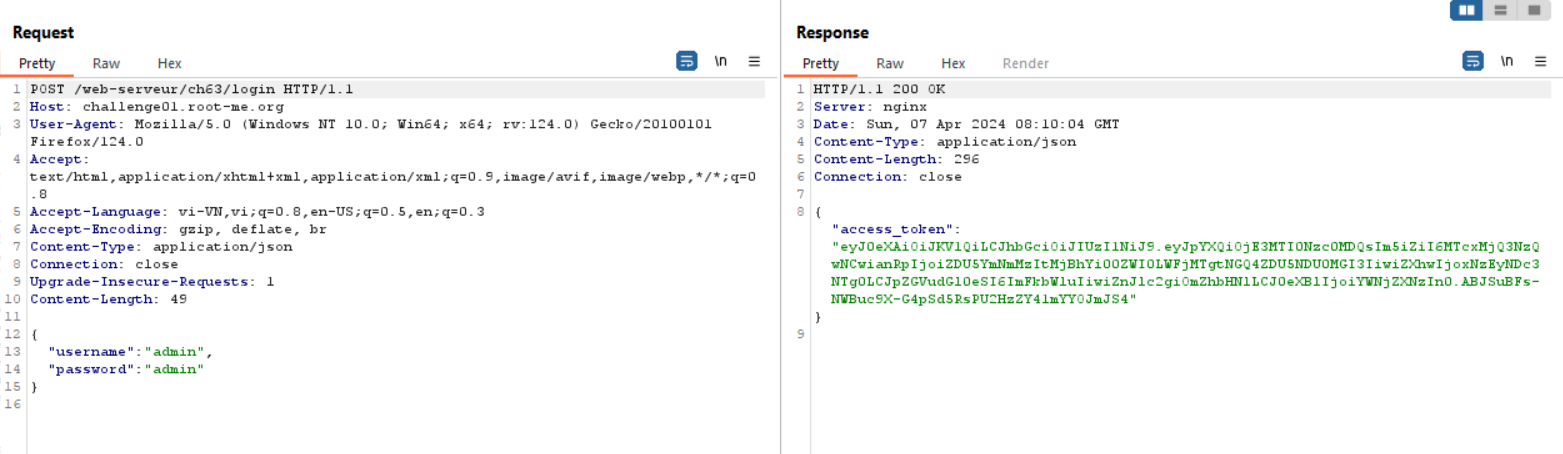 Request
Response
Pretty Raw Hex \n
Pretty Raw Hex Render \n
1 POST /web-serveur/ch63/login HTTP/1.1
2 Host: challenge01.root-me.org
3 User-Agent: Mozilla/5.0 (Windows NT 10.0; Win64; x64; rv:124.0) Gecko/20100101
Firefox/124.0
4 Accept:
text/html,application/xhtml+xml,application/xml;q=0.9,image/avif,image/webp,*/*;q=0
.8
5 Accept-Language: vi-VN,vi;q=0.8,en-US;q=0.5,en;q=0.3
6 Accept-Encoding: gzip, deflate, br
7 Content-Type: application/json
8 Connection: close
9 Upgrade-Insecure-Requests: 1
10 Content-Length: 49
11
12 {
13 "username":"admin",
14 "password":"admin"
15 }
16
1 HTTP/1.1 200 OK
2 Server: nginx
3 Date: Sun, 07 Apr 2024 08:10:04 GMT
4 Content-Type: application/json
5 Content-Length: 296
6 Connection: close
7
8 {
"access_token":
"eyJ0eXAiOiJKV1QiLCJhbGciOiJIUzI1NiJ9.eyJpYXQiOjE3MTI0Nzc0MDQsIm5iZiI6MTcxMjQ3NzQ
wNCwianRpIjoiZDU5YmNmMzItMjBhYi00ZWI0LWFjMTgtNGQ4ZDU5NDU0MGI3IiwiZXhwIjoxNzEyNDc3
NTg0LCJpZGVudGl0eSI6ImFkbWluIiwiZnJlc2giOmZhbHNlLCJ0eXBlIjoiYWNjZXNzIn0.ABJSuBFs-
NWBuc9X-G4pSd5RsPU2HzZY41mYY0JmJS4"
}
9